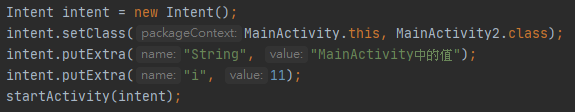 Intent intent = new Intent();
intent.setClass( packageContext: MainActivity.this, MainActivity2.class);
intent.putExtra( name: "String", value: "MainActivity中的值");
intent.putExtra( name: "i", value: 11);
startActivity(intent);